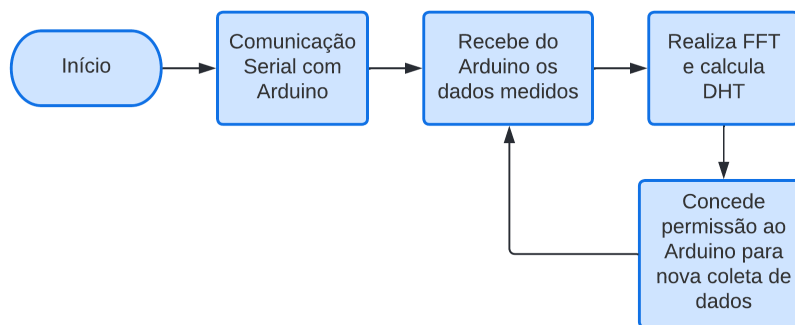 Início
Comunicação
Serial com
Arduino
Recebe do
Arduino os
dados medidos
Realiza FFT
e calcula
DHT
Concede
permissão ao
Arduino para
nova coleta de
dados